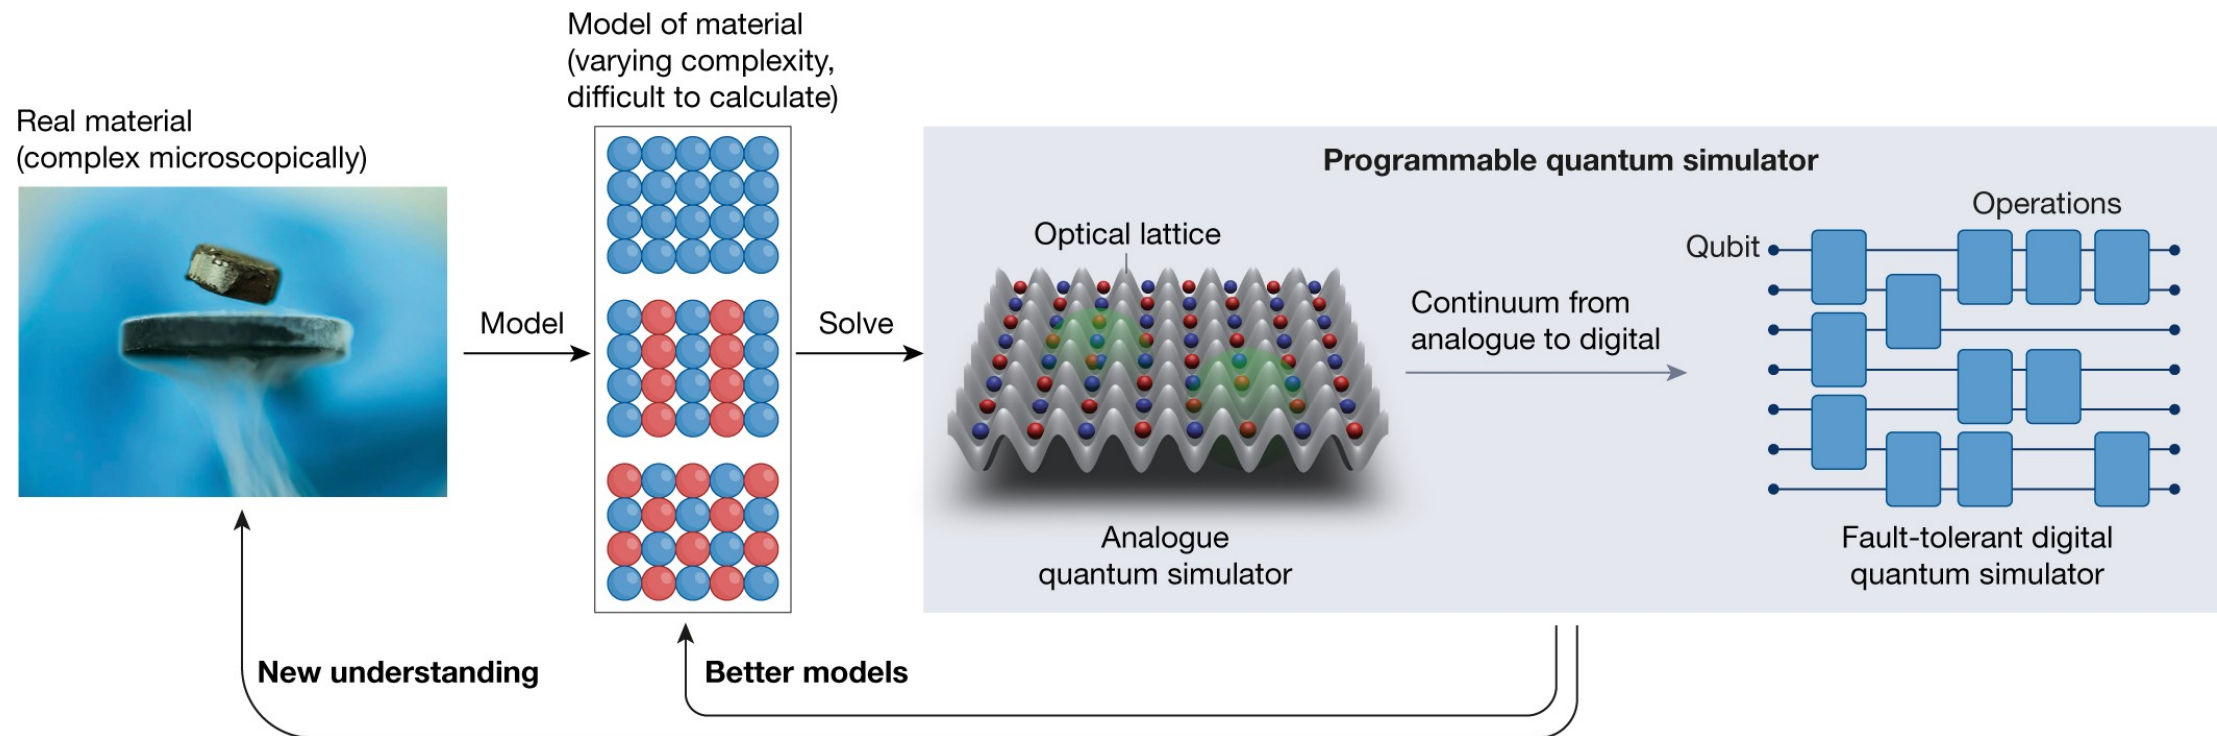 Real material
(complex microscopically)
Model
Model of material
(varying complexity,
difficult to calculate)
Solve
Programmable quantum simulator
Optical lattice
Analogue
quantum simulator
Continuum from
analogue to digital
Operations
Qubit
Fault-tolerant digital
quantum simulator
New understanding
Better models